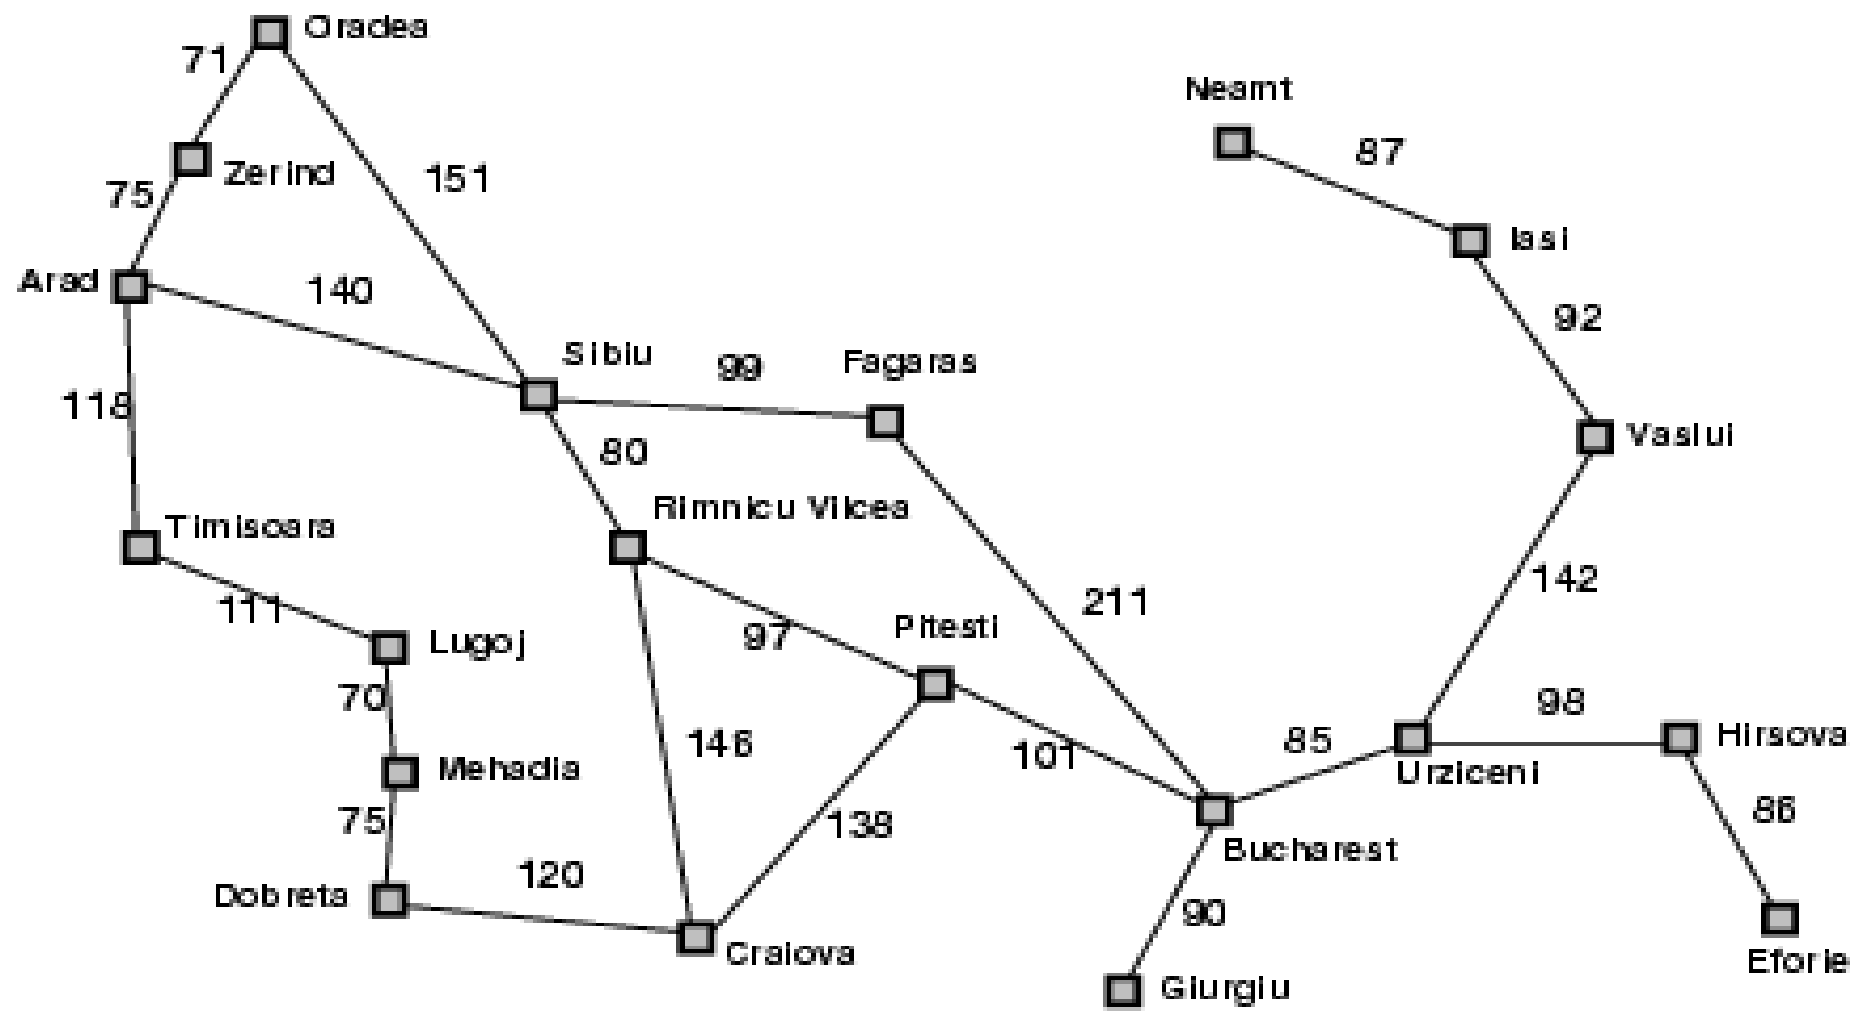 Oradea
71
Neamt
87
Zerind
151
75
Iasi
Arad
140
92
Sibiu
99
Fagaras
118
80
Vaslui
Rimnicu Vilcea
Timisoara
142
111
211
Lugoj
97
Pitesti
70
98
146
101
85
Hirsova
Mehadia
Urziceni
75
138
86
Bucharest
120
Dobreta
90
Craiova
Eforie
Giurgiu